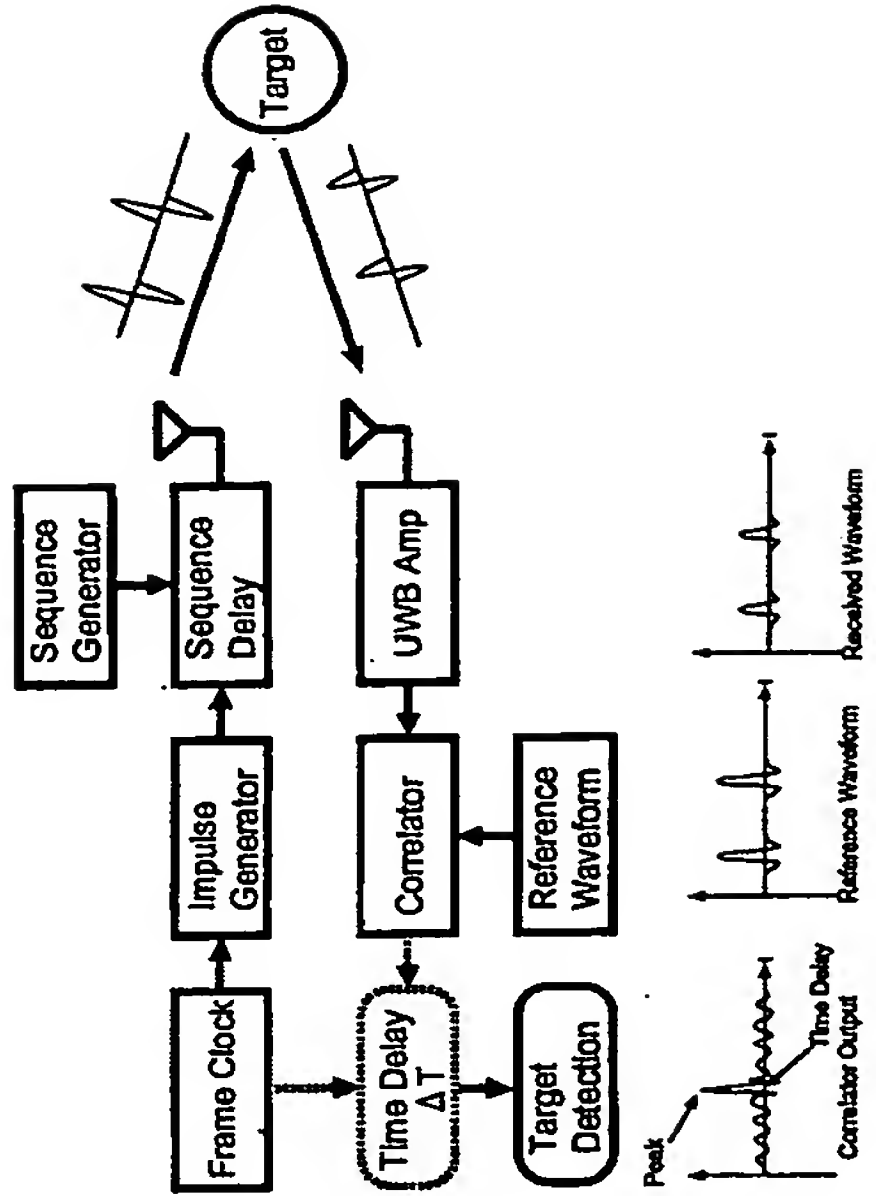 Sequence
Generator
Frame Clock
Impulse
Generator
Sequence
Delay
Target
Time Delay
Δ T
Correlator
UWB Amp
Target
Detection
Reference
Waveform
Peak
Time Delay
Correlator Output
Reference Waveform
Received Waveform